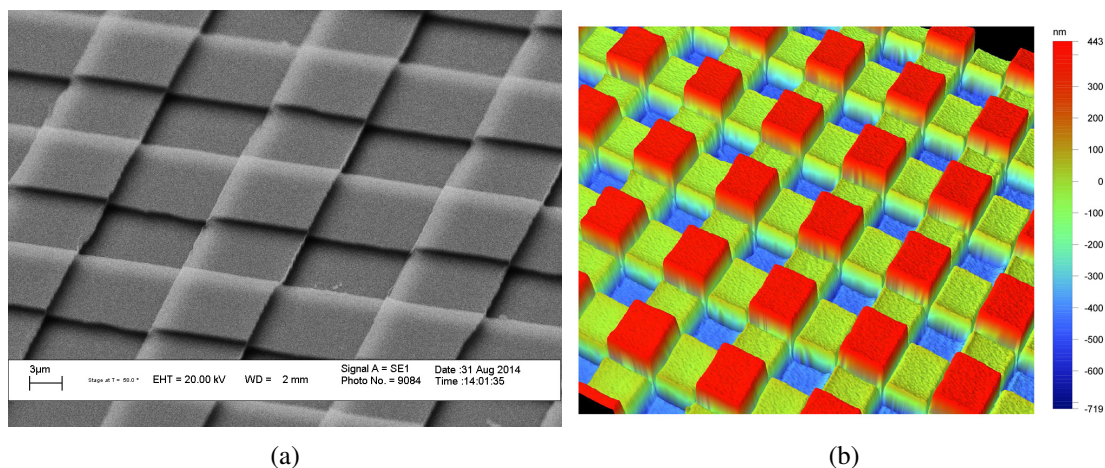 3µm
Stage at T = 50.0 °
EHT = 20.00 kV
WD = 2 mm
Signal A = SE1
Photo No. = 9084
Date :31 Aug 2014
Time :14:01:35
nm
443
300
200
100
0
-100
-200
-300
-400
-500
-600
-719
(a)
(b)